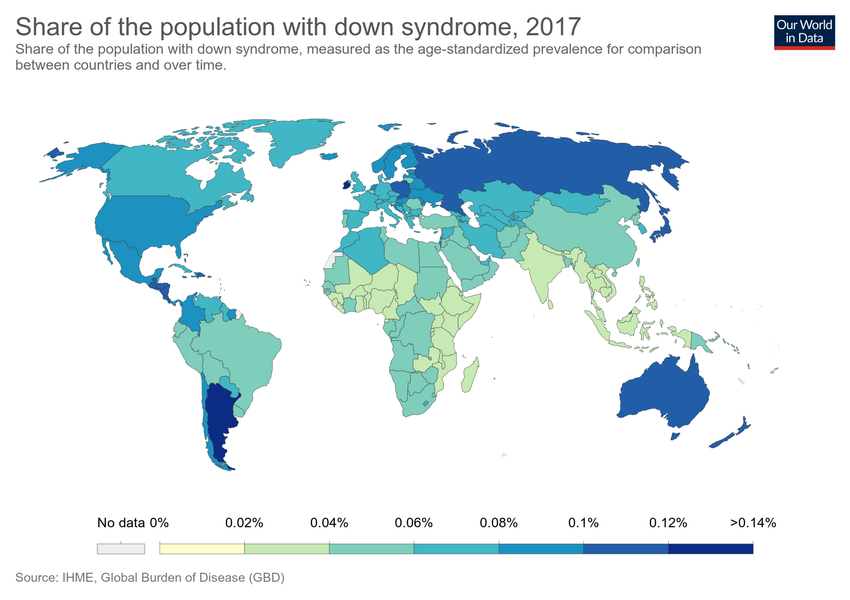 Share of the population with down syndrome, 2017
Share of the population with down syndrome, measured as the age-standardized prevalence for comparison
between countries and over time.
Our World
in Data
No data 0% 0.02% 0.04% 0.06% 0.08% 0.1% 0.12% >0.14%
Source: IHME, Global Burden of Disease (GBD)